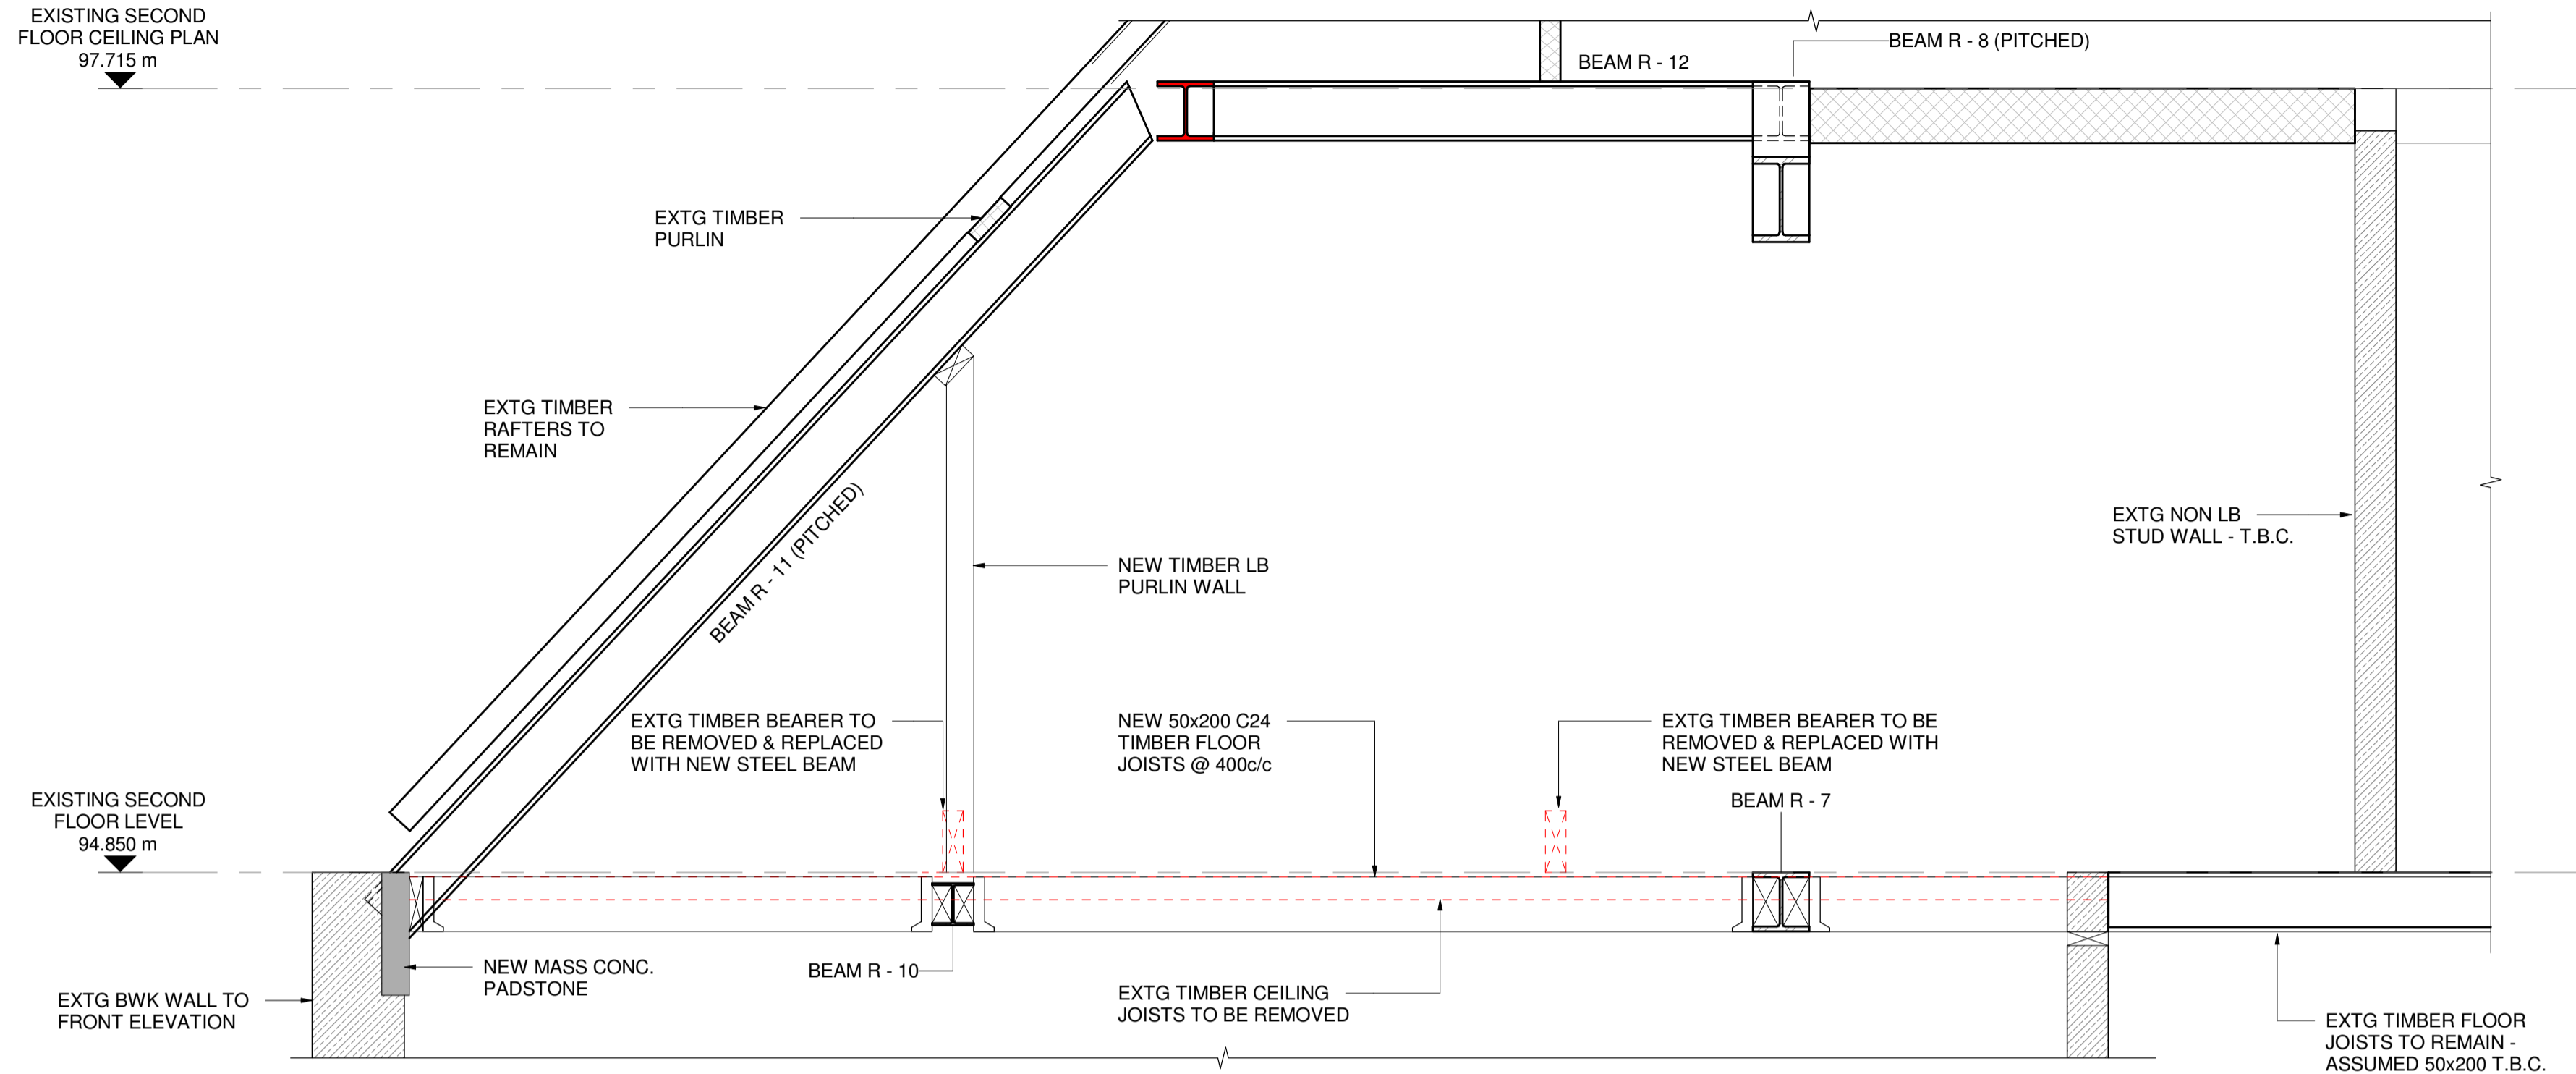 EXISTING SECOND
FLOOR CEILING PLAN
97.715 m
BEAM R - 12
BEAM R - 8 (PITCHED)
EXTG TIMBER
PURLIN
EXTG TIMBER
RAFTERS TO
REMAIN
BEAM R - 11 (PITCHED)
NEW TIMBER LB
PURLIN WALL
EXTG NON LB
STUD WALL - T.B.C.
EXTG TIMBER BEARER TO
BE REMOVED & REPLACED
WITH NEW STEEL BEAM
NEW 50x200 C24
TIMBER FLOOR
JOISTS @ 400c/c
EXTG TIMBER BEARER TO BE
REMOVED & REPLACED WITH
NEW STEEL BEAM
BEAM R - 7
EXISTING SECOND
FLOOR LEVEL
94.850 m
NEW MASS CONC.
PADSTONE
BEAM R - 10
EXTG BWK WALL TO
FRONT ELEVATION
EXTG TIMBER CEILING
JOISTS TO BE REMOVED
EXTG TIMBER FLOOR
JOISTS TO REMAIN -
ASSUMED 50x200 T.B.C.